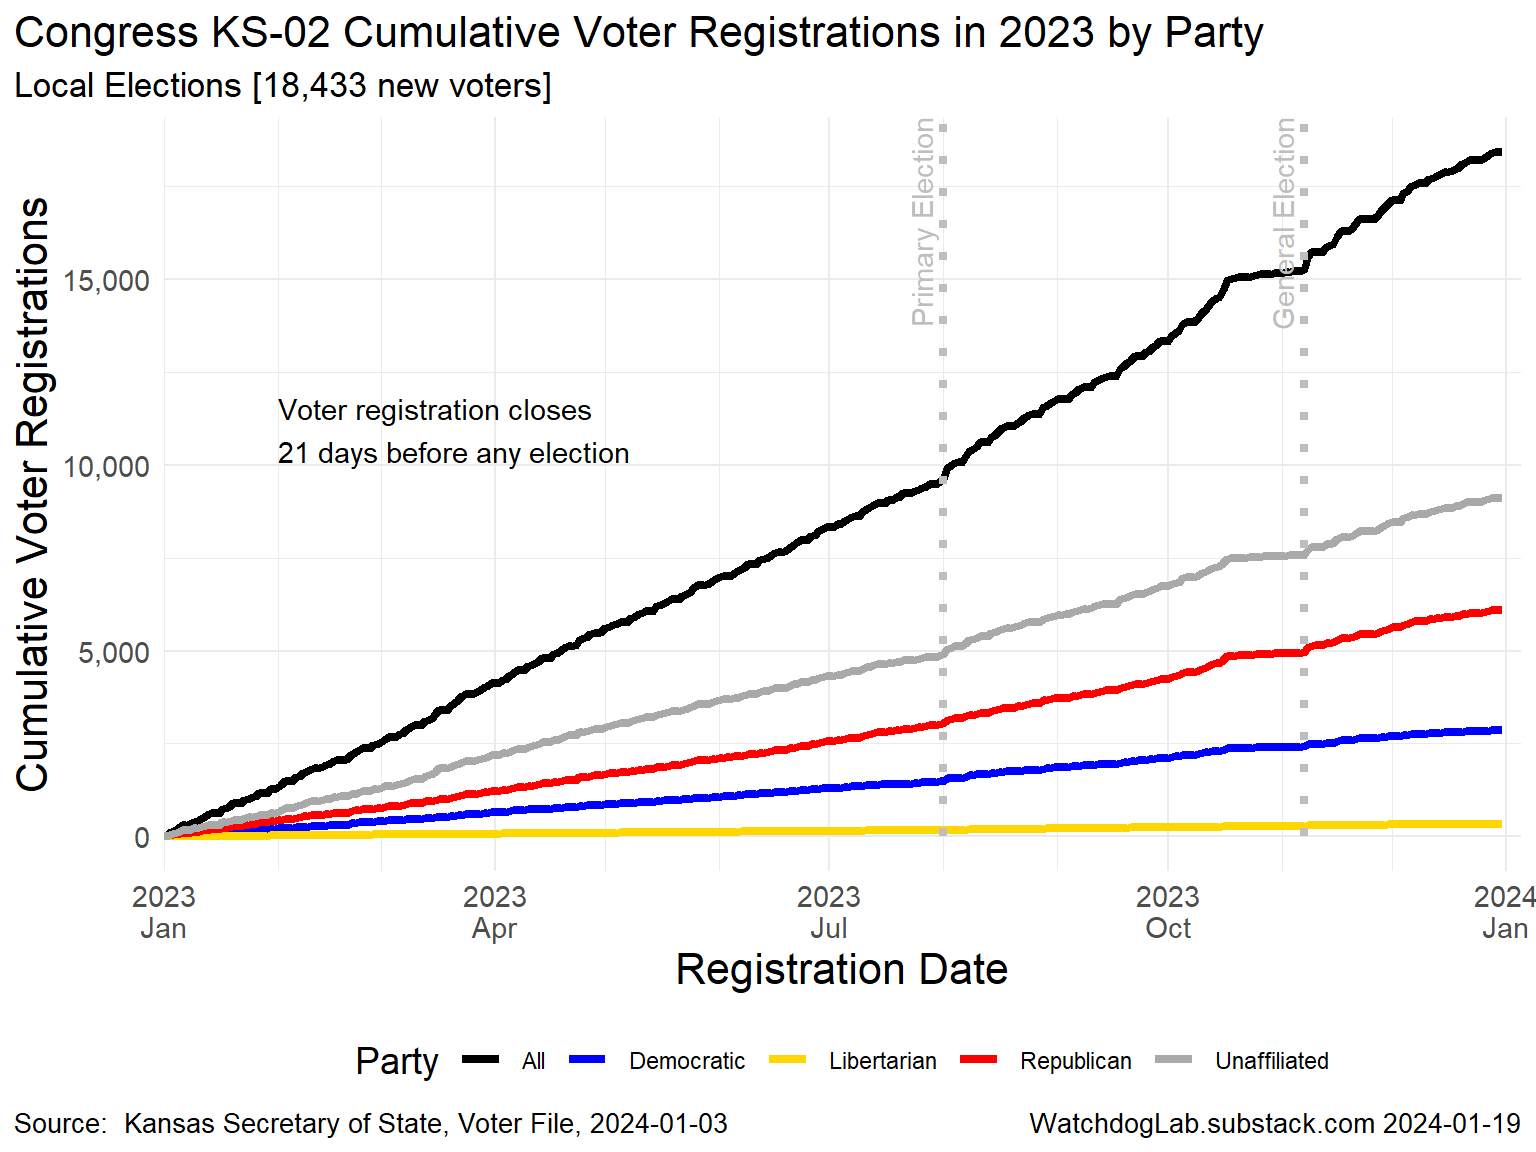 Congress KS-02 Cumulative Voter Registrations in 2023 by Party
Local Elections [18,433 new voters]
Cumulative Voter Registrations
15,000
10,000
5,000
0
Primary Election
General Election
Voter registration closes
21 days before any election
2023 2023 2023 2023 2024
Jan Apr Jul Oct Jan
Registration Date
Party All Democratic Libertarian Republican Unaffiliated
Source:  Kansas Secretary of State, Voter File, 2024-01-03
WatchdogLab.substack.com 2024-01-19